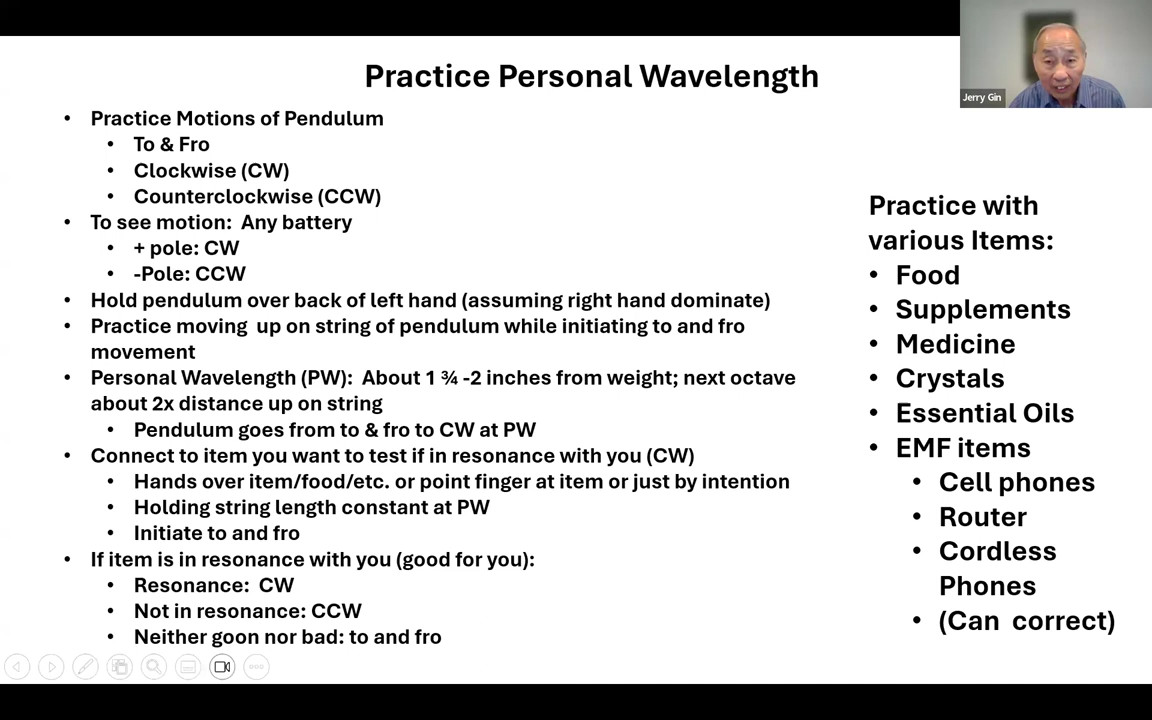 Practice Personal Wavelength
Jerry Gin
• Practice Motions of Pendulum
• To & Fro
• Clockwise (CW)
• Counterclockwise (CCW)
• To see motion: Any battery
• + pole: CW
• -Pole: CCW
• Hold pendulum over back of left hand (assuming right hand dominate)
• Practice moving up on string of pendulum while initiating to and fro
movement
• Personal Wavelength (PW): About 1 ¾ -2 inches from weight; next octave
about 2x distance up on string
• Pendulum goes from to & fro to CW at PW
• Connect to item you want to test if in resonance with you (CW)
• Hands over item/food/etc. or point finger at item or just by intention
• Holding string length constant at PW
• Initiate to and fro
• If item is in resonance with you (good for you):
• Resonance: CW
• Not in resonance: CCW
• Neither goon nor bad: to and fro
Practice with
various Items:
• Food
• Supplements
• Medicine
• Crystals
• Essential Oils
• EMF items
• Cell phones
• Router
• Cordless
Phones
• (Can correct)